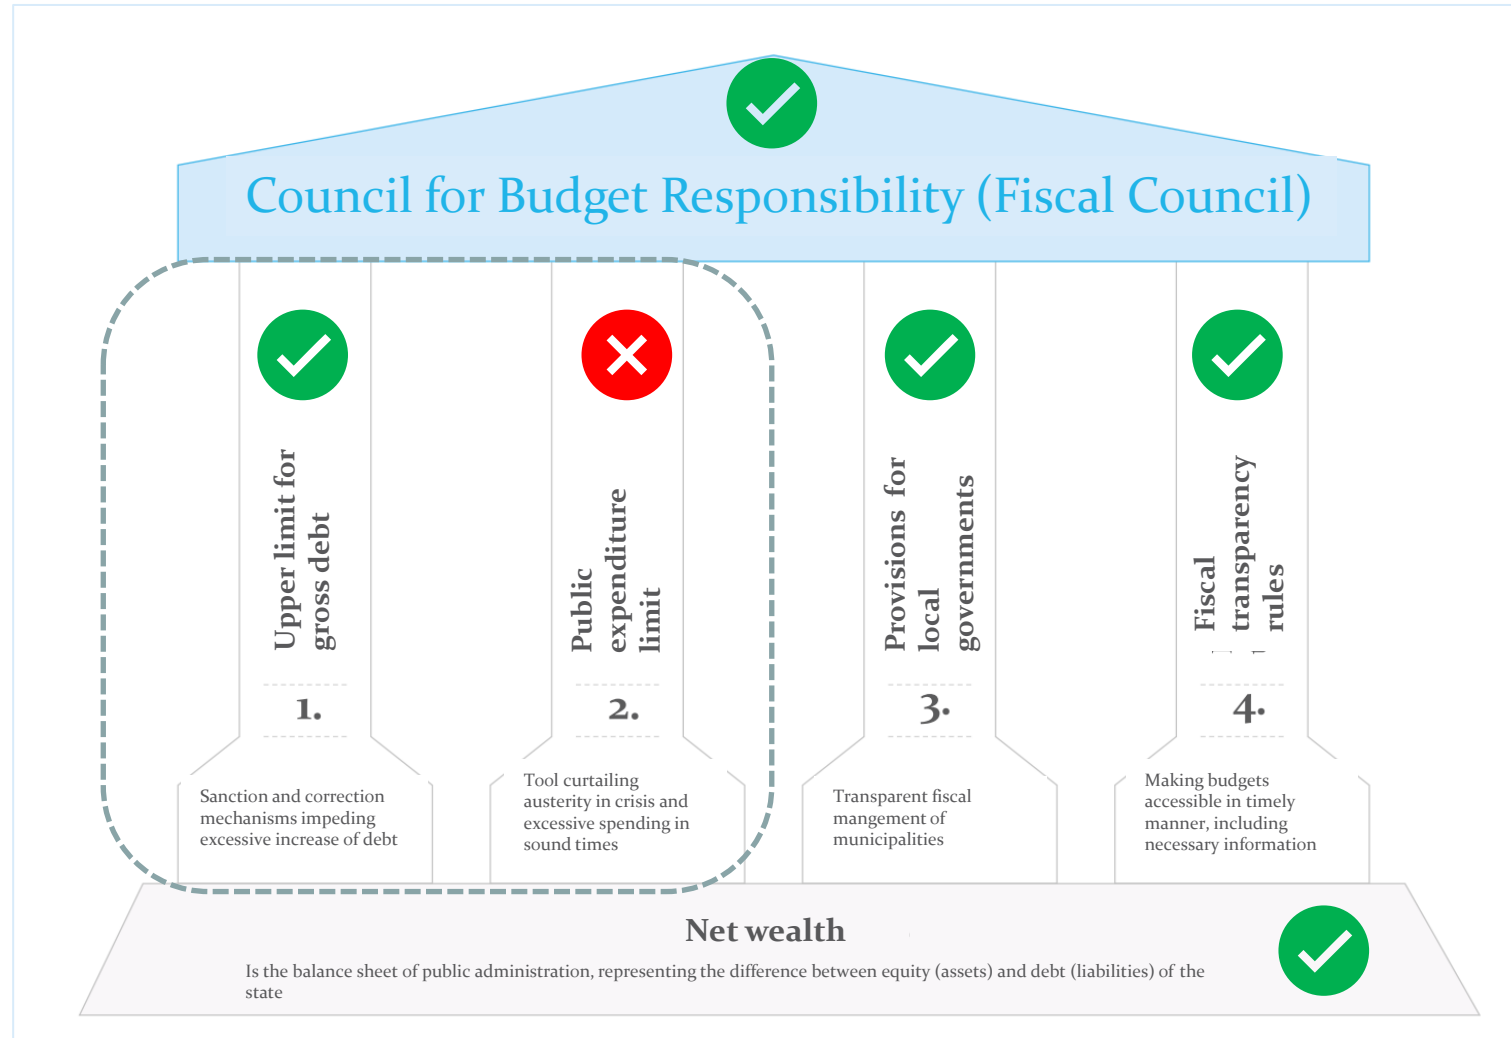 Council for Budget Responsibility (Fiscal Council)
Upper limit for
gross debt
1.
Sanction and correction
mechanisms impeding
excessive increase of debt
Public
expenditure
limit
2.
Tool curtailing
austerity in crisis and
excessive spending in
sound times
Provisions for
local
governments
3.
Transparent fiscal
mangement of
municipalities
Fiscal
transparency
rules
4.
Making budgets
accessible in timely
manner, including
necessary information
Net wealth
Is the balance sheet of public administration, representing the difference between equity (assets) and debt (liabilities) of the
state